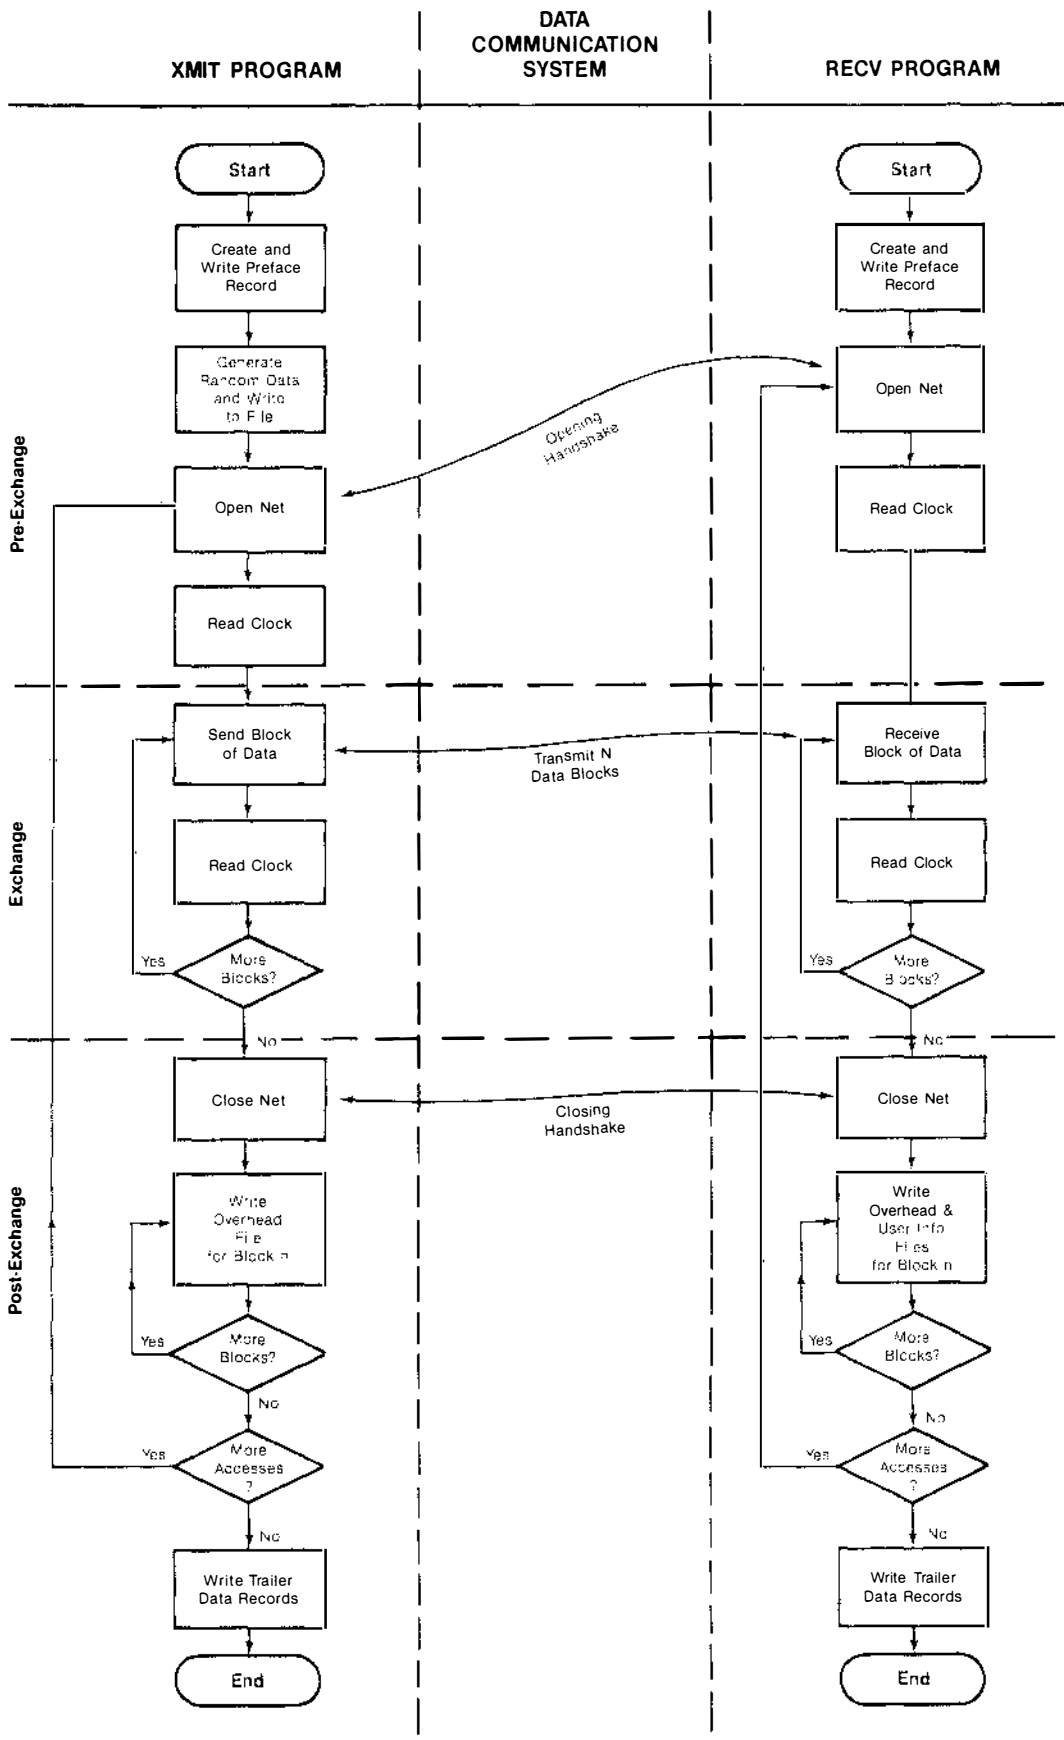 XMIT PROGRAM
DATA
COMMUNICATION
SYSTEM
RECV PROGRAM
Pre-Exchange
Start
Create and
Write Preface
Record
Generate
Random Data
and Write
to File
Open Net
Read Clock
Opening
Handshake
Start
Create and
Write Preface
Record
Open Net
Read Clock
Exchange
Send Block
of Data
Read Clock
More
Blocks?
Yes
No
Transmit N
Data Blocks
Receive
Block of Data
Read Clock
More
Blocks?
Yes
No
Post-Exchange
Close Net
Write
Overhead
File
for Block n
More
Blocks?
Yes
No
More
Accesses
?
Yes
No
Write Trailer
Data Records
End
Closing
Handshake
Close Net
Write
Overhead &
User Info
Files
for Block n
More
Blocks?
Yes
No
More
Accesses
?
Yes
No
Write Trailer
Data Records
End